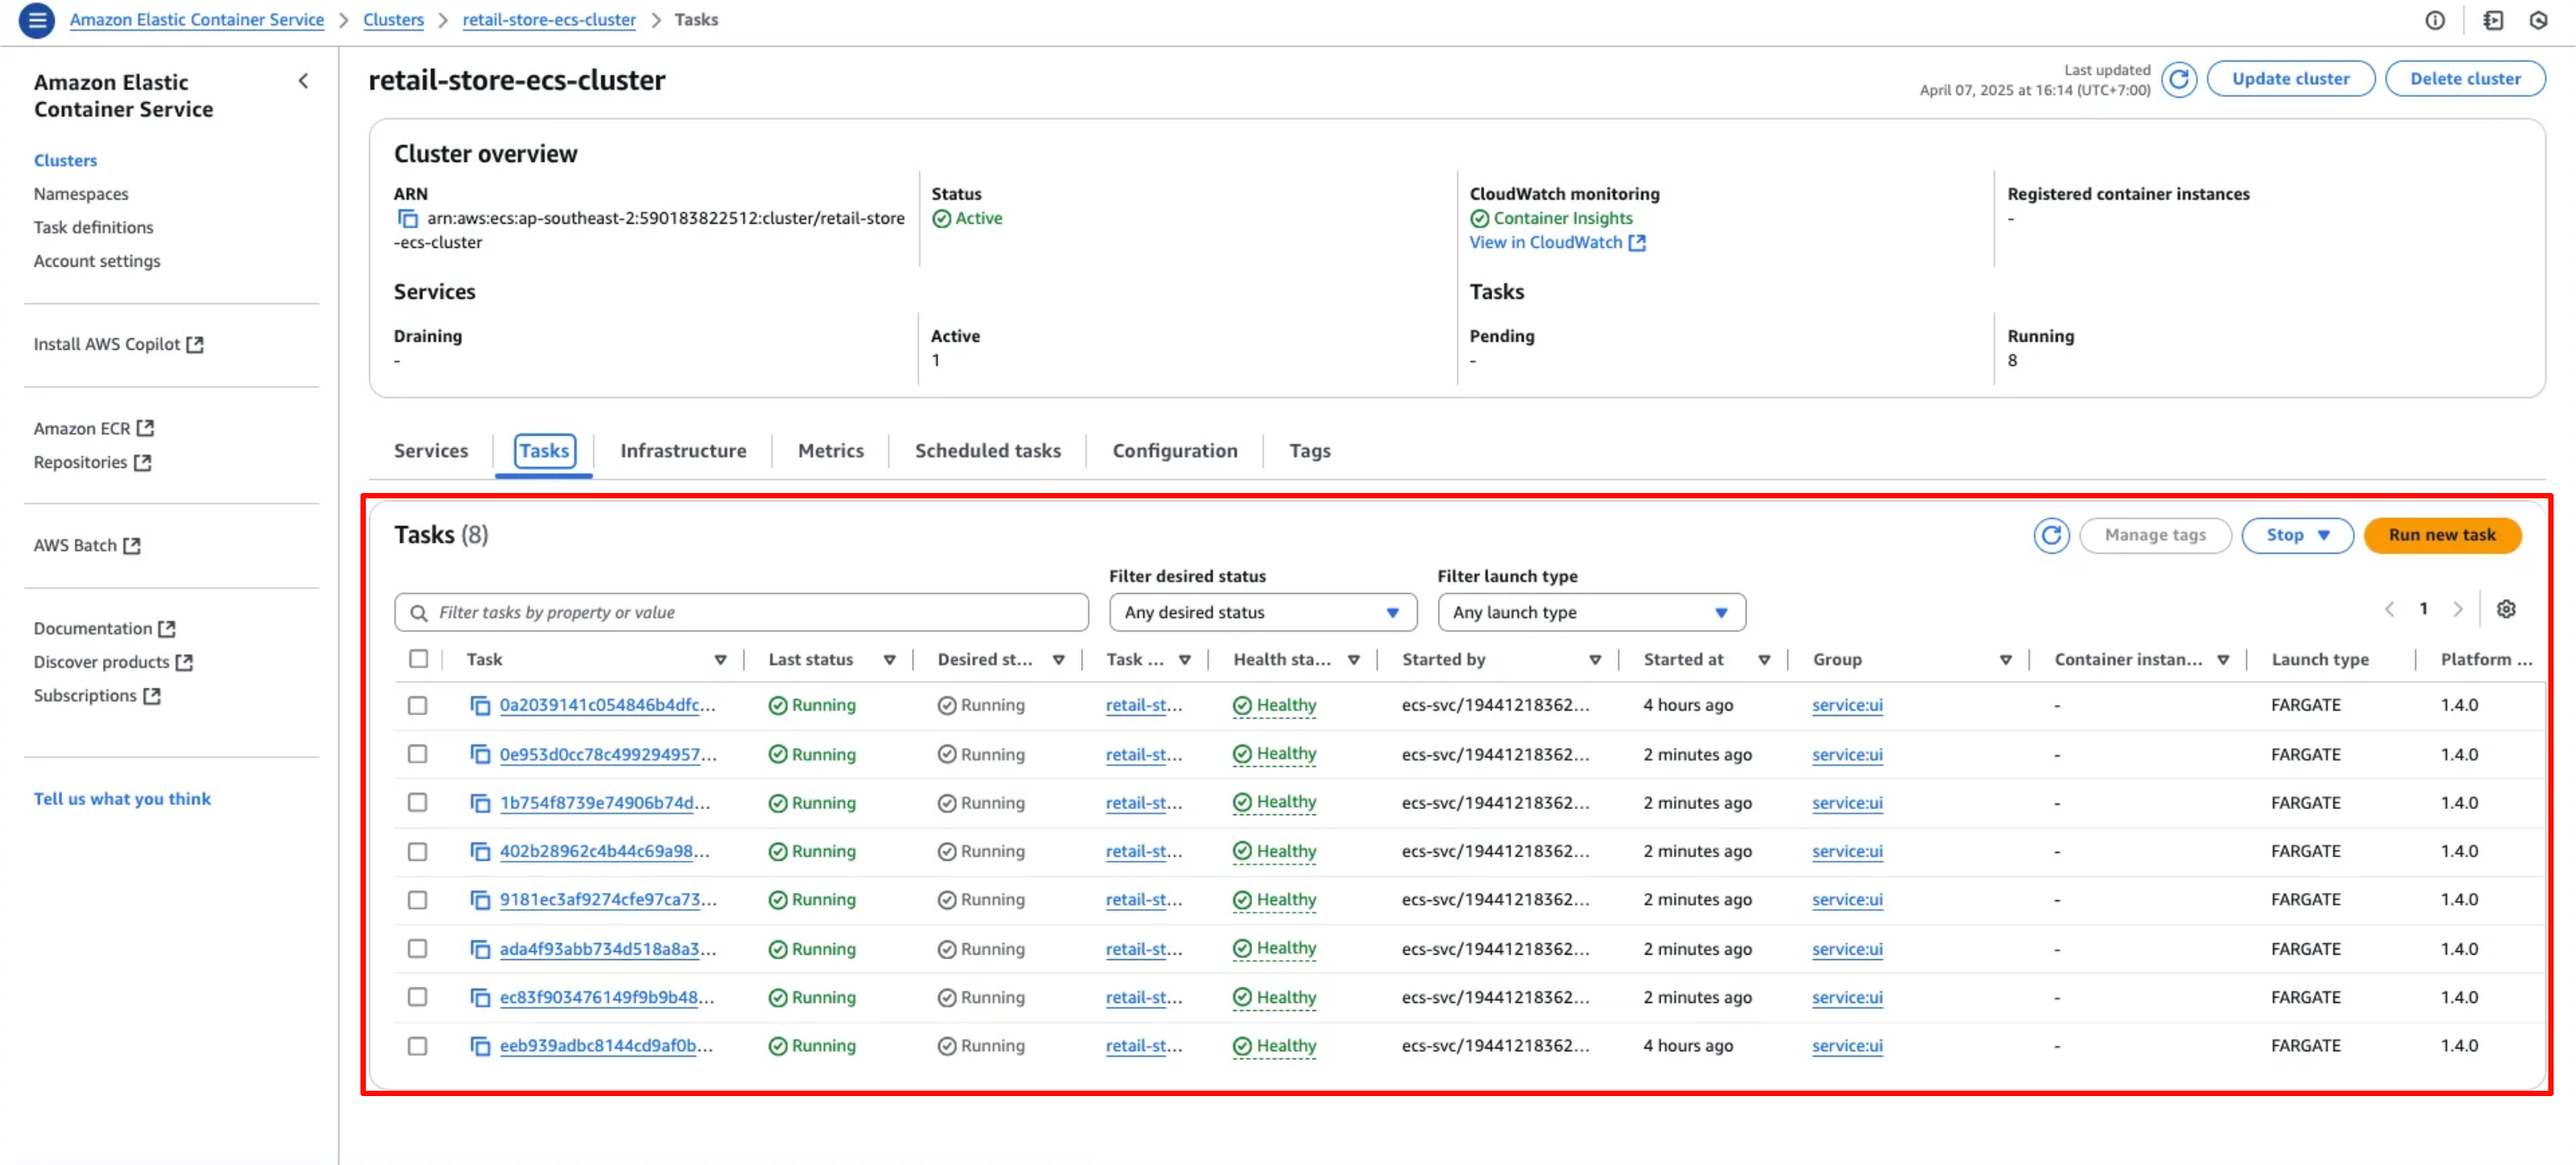 Amazon Elastic Container Service > Clusters > retail-store-ecs-cluster > Tasks
Amazon Elastic
Container Service
Clusters
Namespaces
Task definitions
Account settings
Install AWS Copilot
Amazon ECR
Repositories
AWS Batch
Documentation
Discover products
Subscriptions
Tell us what you think
retail-store-ecs-cluster
Last updated
April 07, 2025 at 16:14 (UTC+7:00)
Update cluster
Delete cluster
Cluster overview
ARN
arn:aws:ecs:ap-southeast-2:590183822512:cluster/retail-store
-ecs-cluster
Status
Active
CloudWatch monitoring
Container Insights
View in CloudWatch
Registered container instances
-
Services
Draining
-
Active
1
Tasks
Pending
-
Running
8
Services Tasks Infrastructure Metrics Scheduled tasks Configuration Tags
Tasks (8)
Manage tags
Stop
Run new task
Filter tasks by property or value
Filter desired status
Any desired status
Filter launch type
Any launch type
1
Task Last status Desired st... Task ... Health sta... Started by Started at Group Container instan... Launch type Platform ...
0a2039141c054846b4dfc... Running Running retail-st... Healthy ecs-svc/19441218362... 4 hours ago service:ui - FARGATE 1.4.0
0e953d0cc78c499294957... Running Running retail-st... Healthy ecs-svc/19441218362... 2 minutes ago service:ui - FARGATE 1.4.0
1b754f8739e74906b74d... Running Running retail-st... Healthy ecs-svc/19441218362... 2 minutes ago service:ui - FARGATE 1.4.0
402b28962c4b44c69a98... Running Running retail-st... Healthy ecs-svc/19441218362... 2 minutes ago service:ui - FARGATE 1.4.0
9181ec3af9274cfe97ca73... Running Running retail-st... Healthy ecs-svc/19441218362... 2 minutes ago service:ui - FARGATE 1.4.0
ada4f93abb734d518a8a3... Running Running retail-st... Healthy ecs-svc/19441218362... 2 minutes ago service:ui - FARGATE 1.4.0
ec83f903476149f9b9b48... Running Running retail-st... Healthy ecs-svc/19441218362... 2 minutes ago service:ui - FARGATE 1.4.0
eeb939adbc8144cd9af0b... Running Running retail-st... Healthy ecs-svc/19441218362... 4 hours ago service:ui - FARGATE 1.4.0